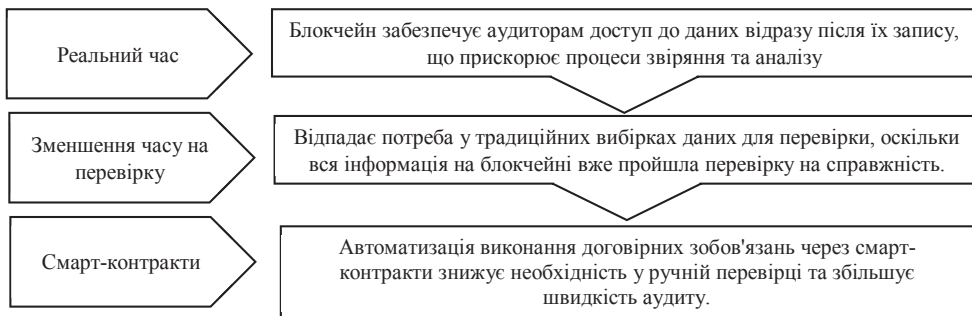 Реальний час
Блокчейн забезпечує аудиторам доступ до даних відразу після їх запису,
що прискорює процеси звіряння та аналізу
Зменшення часу на
перевірку
Відпадає потреба у традиційних вибірках даних для перевірки, оскільки
вся інформація на блокчейні вже пройшла перевірку на справжність.
Смарт-контракти
Автоматизація виконання договірних зобов'язань через смарт-
контракти знижує необхідність у ручній перевірці та збільшує
швидкість аудиту.